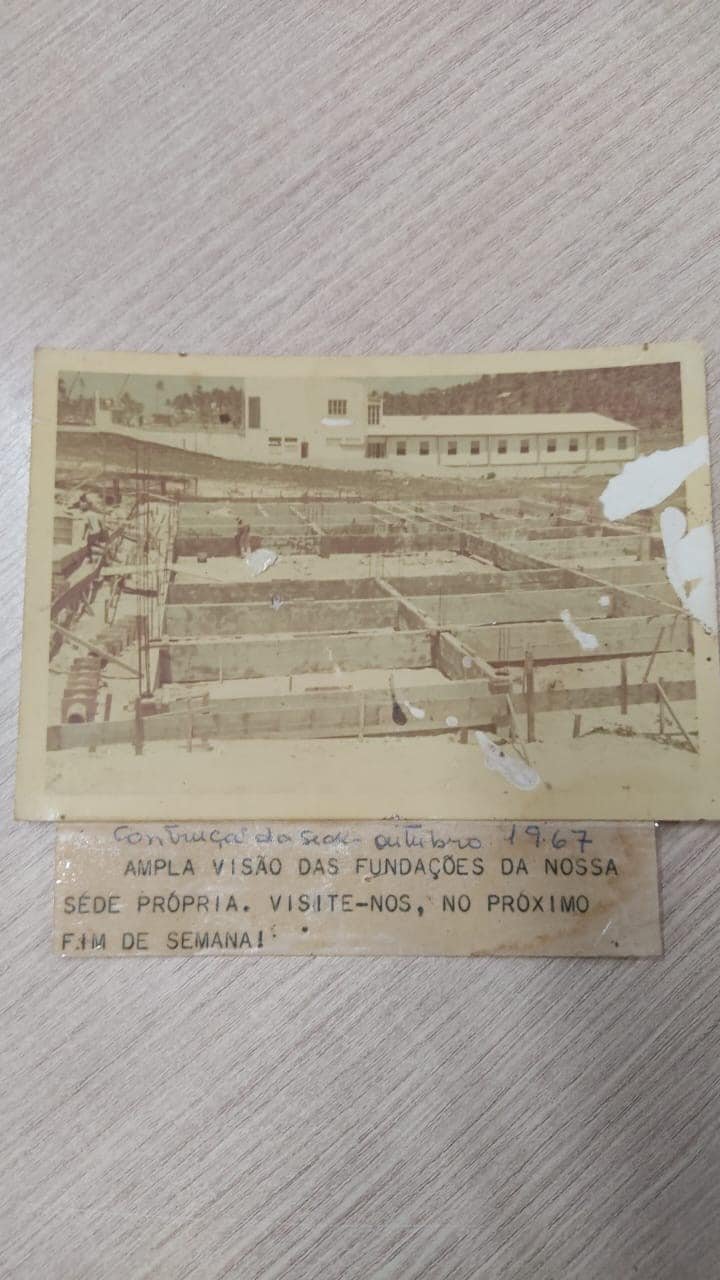 Contruçaõ da sede - outubro 1967
AMPLA VISÃO DAS FUNDAÇÕES DA NOSSA
SÉDE PRÓPRIA. VISITE-NOS, NO PRÓXIMO
FIM DE SEMANA!